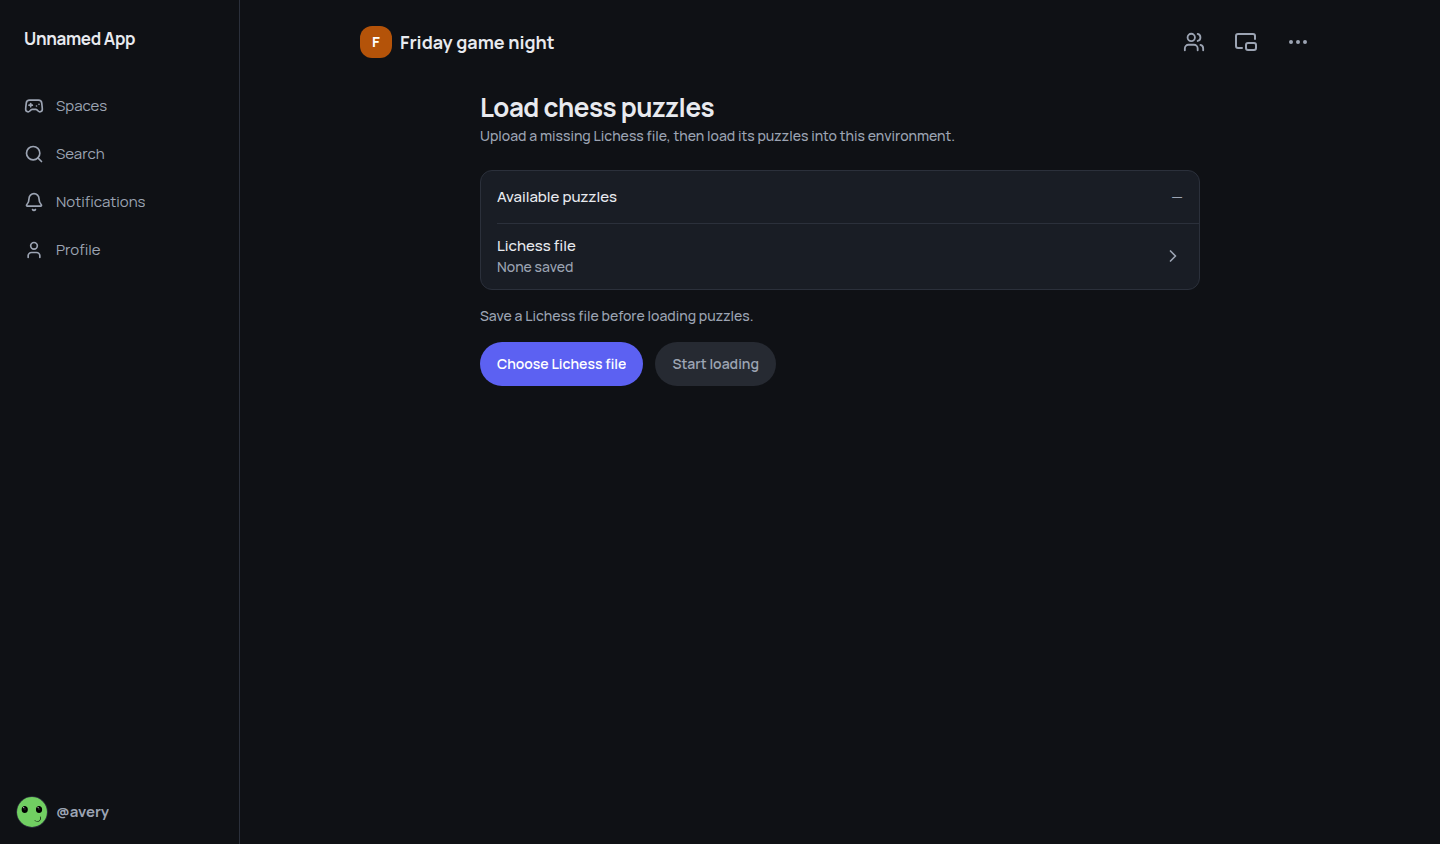 Unnamed App
Spaces
Search
Notifications
Profile
@avery
F
Friday game night
Load chess puzzles
Upload a missing Lichess file, then load its puzzles into this environment.
Available puzzles –
Lichess file
None saved
Save a Lichess file before loading puzzles.
Choose Lichess file
Start loading